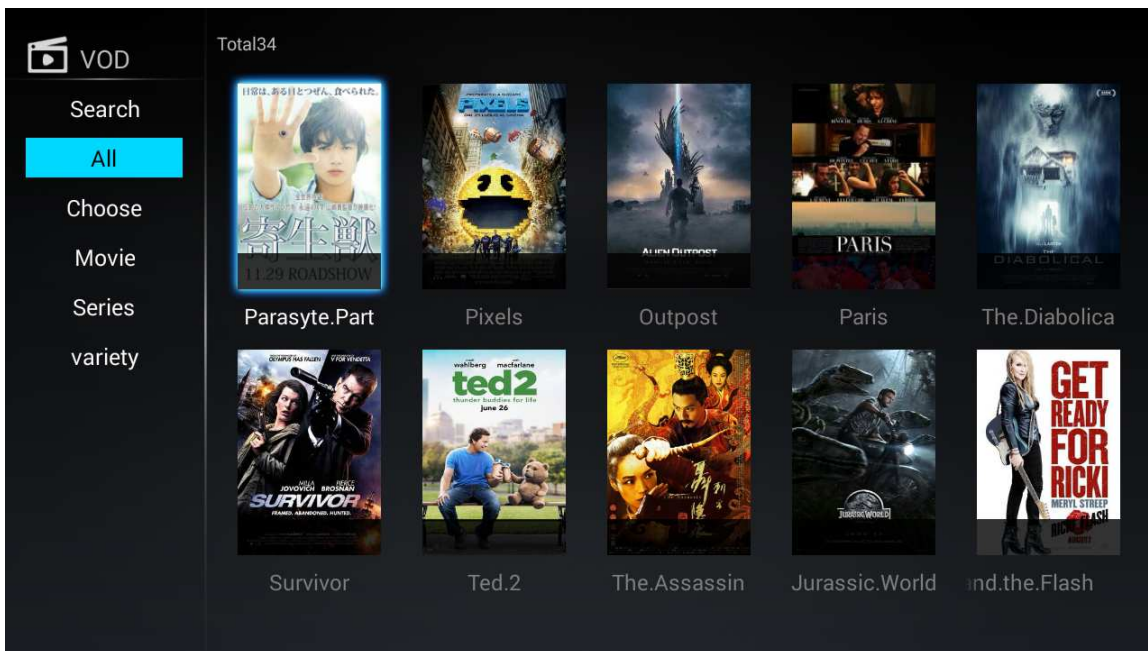 VOD
Total34
Search
All
Choose
Movie
Series
variety
日常は、ある日とつぜん、食べられた。
寄生獣
11.29 ROADSHOW
PIXELS
ALIEN OUTPOST
PARIS
THE
DIABOLICAL
Parasyte.Part
Pixels
Outpost
Paris
The.Diabolica
OLYMPUS HAS FALLEN
V FOR VENDETTA
MILLA
JOVOVICH
PIERCE
BROSNAN
SURVIVOR
FRAMED. ABANDONED. HUNTED.
wahlberg macfarlane
ted2
thunder buddies for life
june 26
JURASSIC WORLD
GET
READY
FOR
RICKI
MERYL STREEP
AUGUST
Survivor
Ted.2
The.Assassin
Jurassic.World
nd.the.Flash